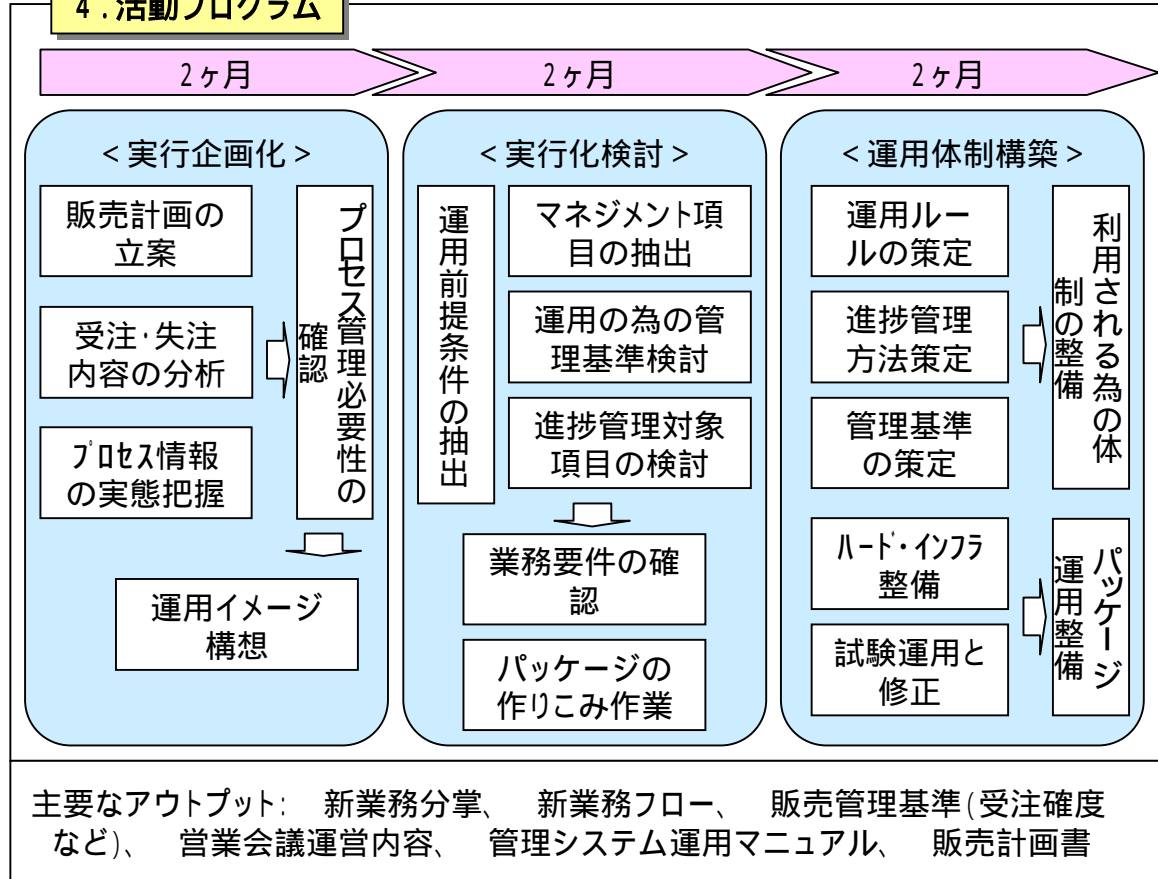 4．活動プログラム
2ヶ月
2ヶ月
2ヶ月
<実行企画化>
販売計画の
立案
受注・失注
内容の分析
ﾌﾟﾛｾｽ情報
の実態把握
プロセス管理必要性の
確認
運用イメージ
構想
<実行化検討>
運用前提条件の抽出
マネジメント項
目の抽出
運用の為の管
理基準検討
進捗管理対象
項目の検討
業務要件の確
認
パッケージの
作りこみ作業
<運用体制構築>
運用ルー
ルの策定
進捗管理
方法策定
管理基準
の策定
利用される為の体
制の整備
ﾊｰﾄﾞ・ｲﾝﾌﾗ
整備
試験運用と
修正
パッケージ
運用整備
主要なアウトプット：　新業務分掌、　新業務フロー、　販売管理基準(受注確度
など)、　営業会議運営内容、　管理システム運用マニュアル、　販売計画書